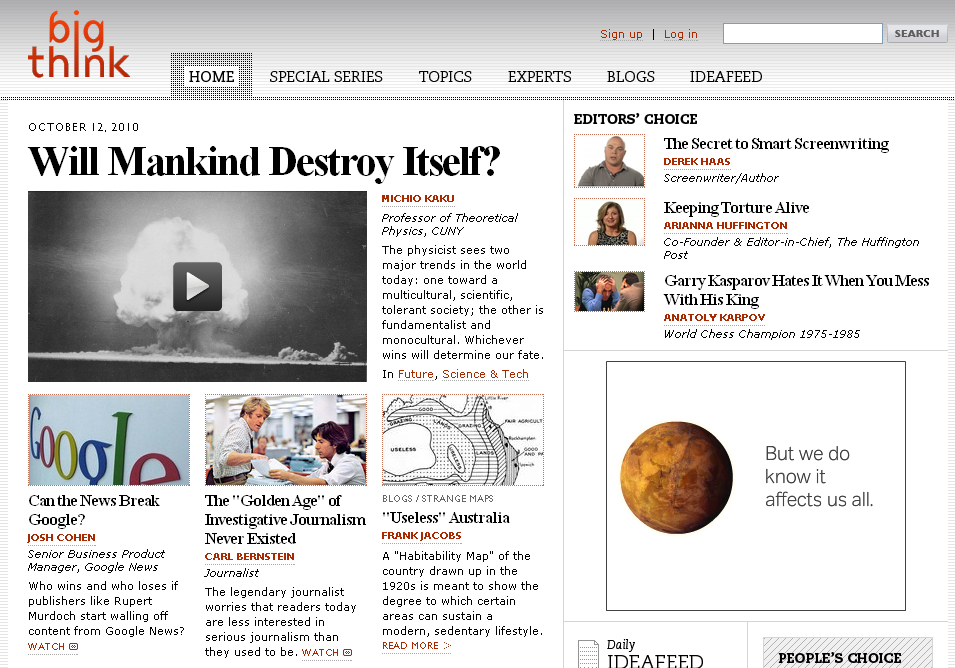 big
think
Sign up | Log in
SEARCH
HOME
SPECIAL SERIES
TOPICS
EXPERTS
BLOGS
IDEAFEED
OCTOBER 12, 2010
Will Mankind Destroy Itself?
MICHIO KAKU
Professor of Theoretical
Physics, CUNY
The physicist sees two
major trends in the world
today: one toward a
multicultural, scientific,
tolerant society; the other is
fundamentalist and
monocultural. Whichever
wins will determine our fate.
In Future, Science & Tech
Google
Can the News Break
Google?
JOSH COHEN
Senior Business Product
Manager, Google News
Who wins and who loses if
publishers like Rupert
Murdoch start walling off
content from Google News?
WATCH
The "Golden Age" of
Investigative Journalism
Never Existed
CARL BERNSTEIN
Journalist
The legendary journalist
worries that readers today
are less interested in
serious journalism than
they used to be. WATCH
GOOD
GRAZING
LANDS
GRAZING
FAIR AGRICULT
Rockhampton
USELESS
USELESS
LANDS
GOOD
Ipswich
BLOGS / STRANGE MAPS
"Useless" Australia
FRANK JACOBS
A "Habitability Map" of the
country drawn up in the
1920s is meant to show the
degree to which certain
areas can sustain a
modern, sedentary lifestyle.
READ MORE
EDITORS' CHOICE
The Secret to Smart Screenwriting
DEREK HAAS
Screenwriter/Author
Keeping Torture Alive
ARIANNA HUFFINGTON
Co-Founder & Editor-in-Chief, The Huffington
Post
Garry Kasparov Hates It When You Mess
With His King
ANATOLY KARPOV
World Chess Champion 1975-1985
But we do
know it
affects us all.
Daily
IDEAFEED
PEOPLE'S CHOICE